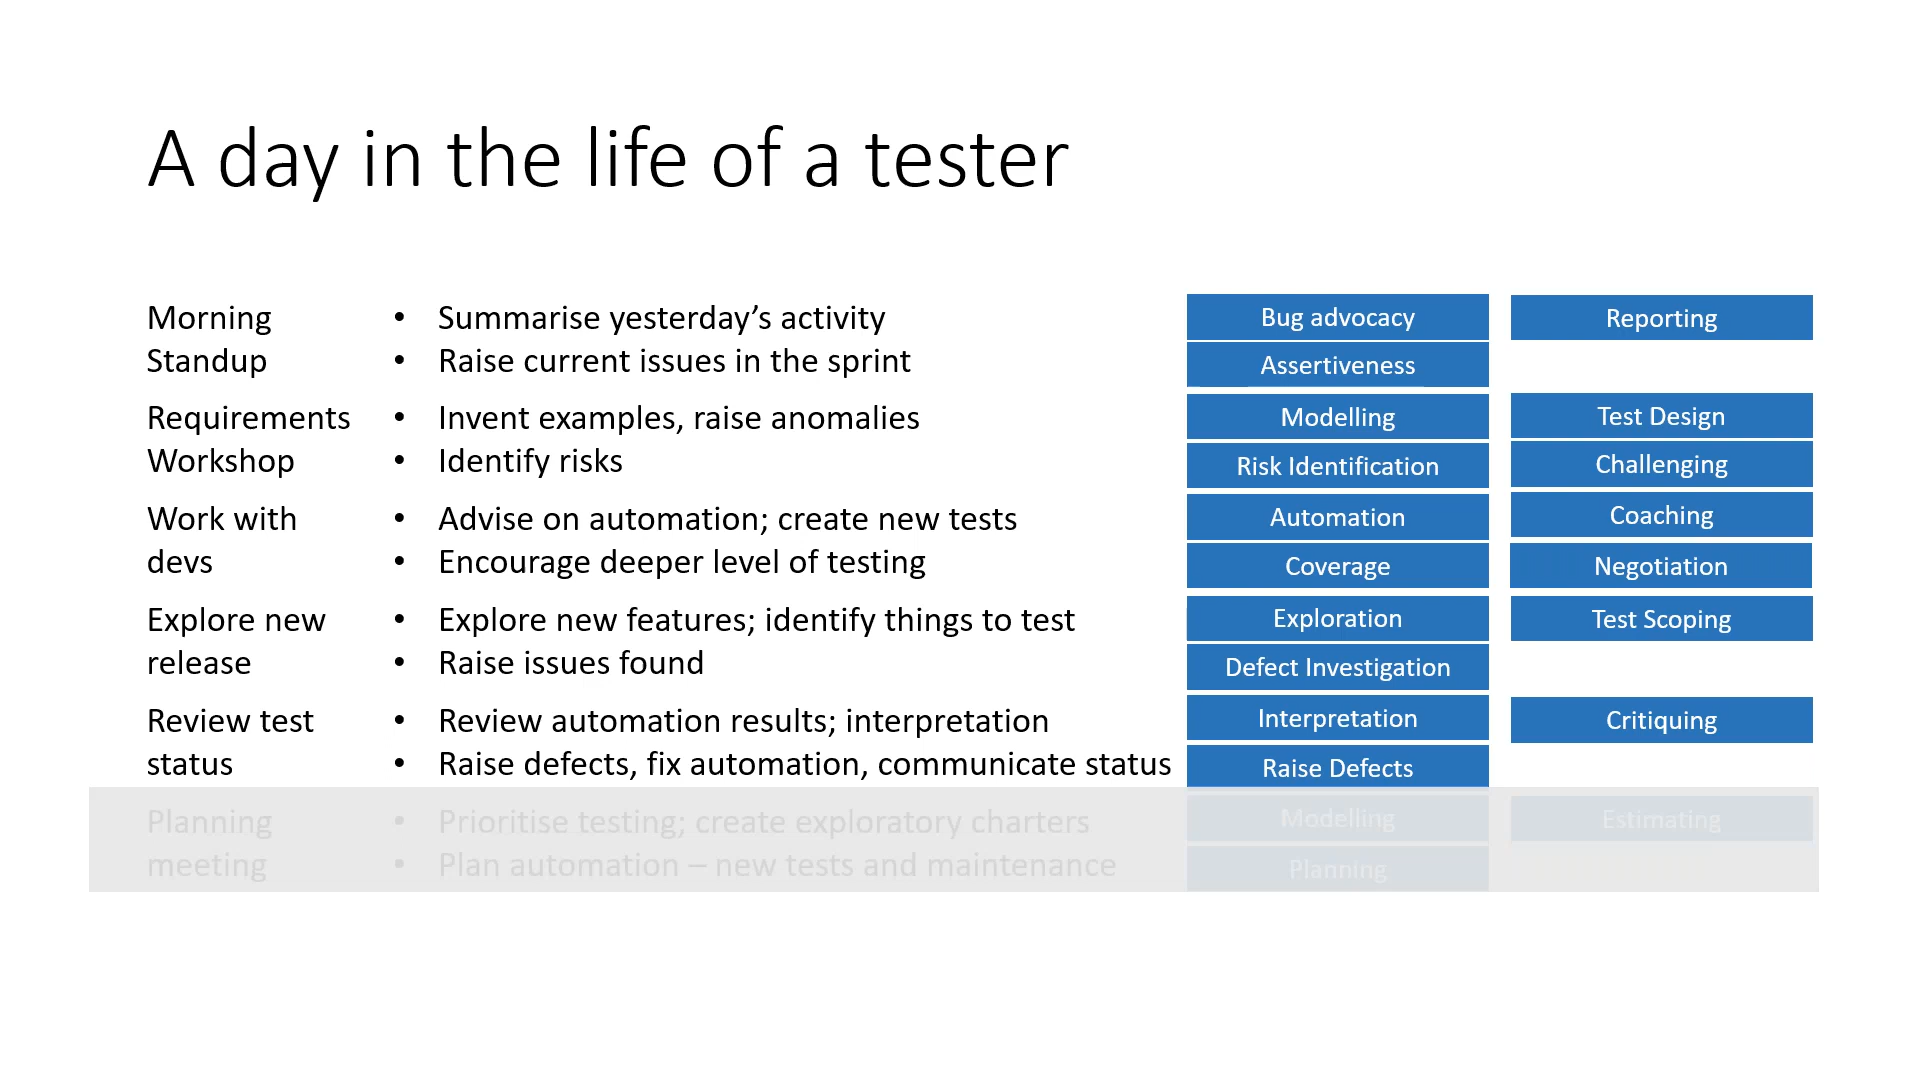 A day in the life of a tester
Morning
Standup
• Summarise yesterday’s activity
• Raise current issues in the sprint
Bug advocacy
Reporting
Assertiveness
Requirements
Workshop
• Invent examples, raise anomalies
• Identify risks
Modelling
Test Design
Risk Identification
Challenging
Work with
devs
• Advise on automation; create new tests
• Encourage deeper level of testing
Automation
Coaching
Coverage
Negotiation
Explore new
release
• Explore new features; identify things to test
• Raise issues found
Exploration
Test Scoping
Defect Investigation
Review test
status
• Review automation results; interpretation
• Raise defects, fix automation, communicate status
Interpretation
Critiquing
Raise Defects
Planning
meeting
• Prioritise testing; create exploratory charters
• Plan automation – new tests and maintenance
Modelling
Estimating
Planning